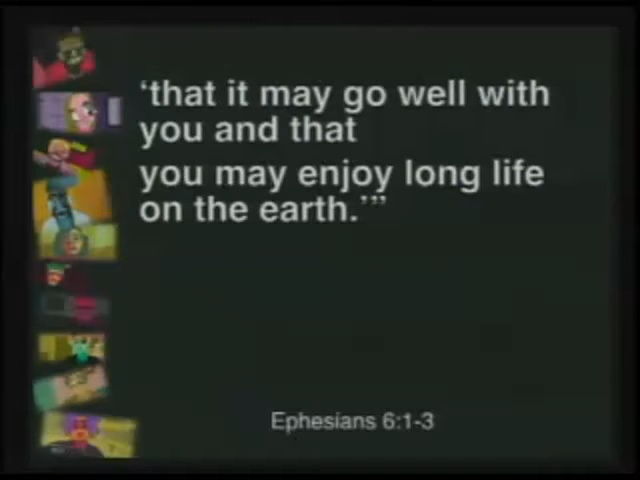 ‘that it may go well with
you and that
you may enjoy long life
on the earth.’”
Ephesians 6:1-3